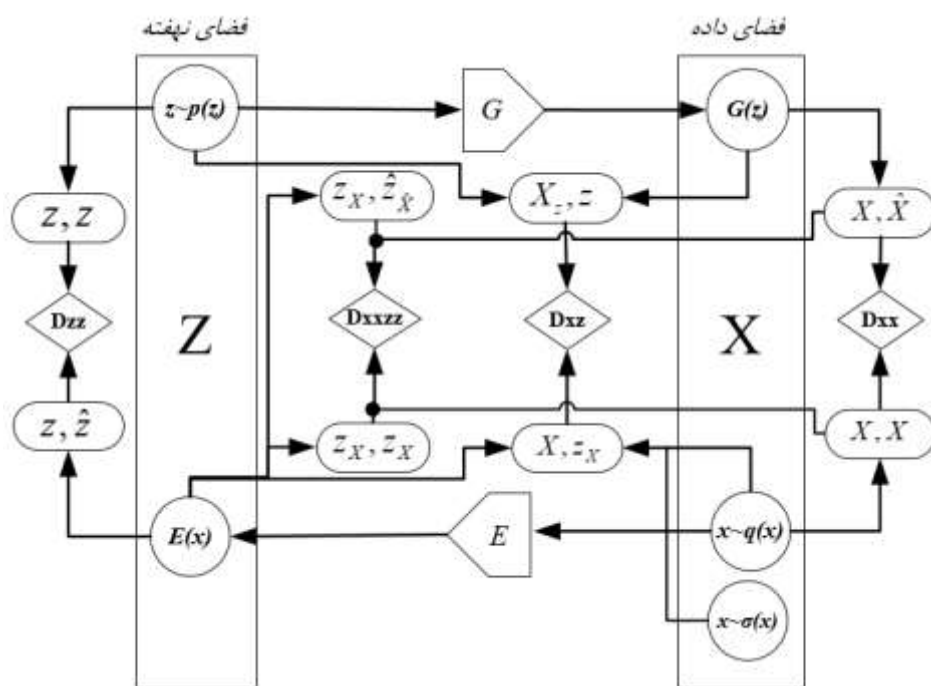 فضای نهفته
فضای داده
z~p(z)
G
G(z)
z_X, ẑ_X̂
X_z, z
X, X̂
Z, Z
Dzz
Z
Dxxzz
Dxz
X
Dxx
z, ẑ
z_X, z_X
X, z_X
X, X
E(x)
E
x~q(x)
x~σ(x)